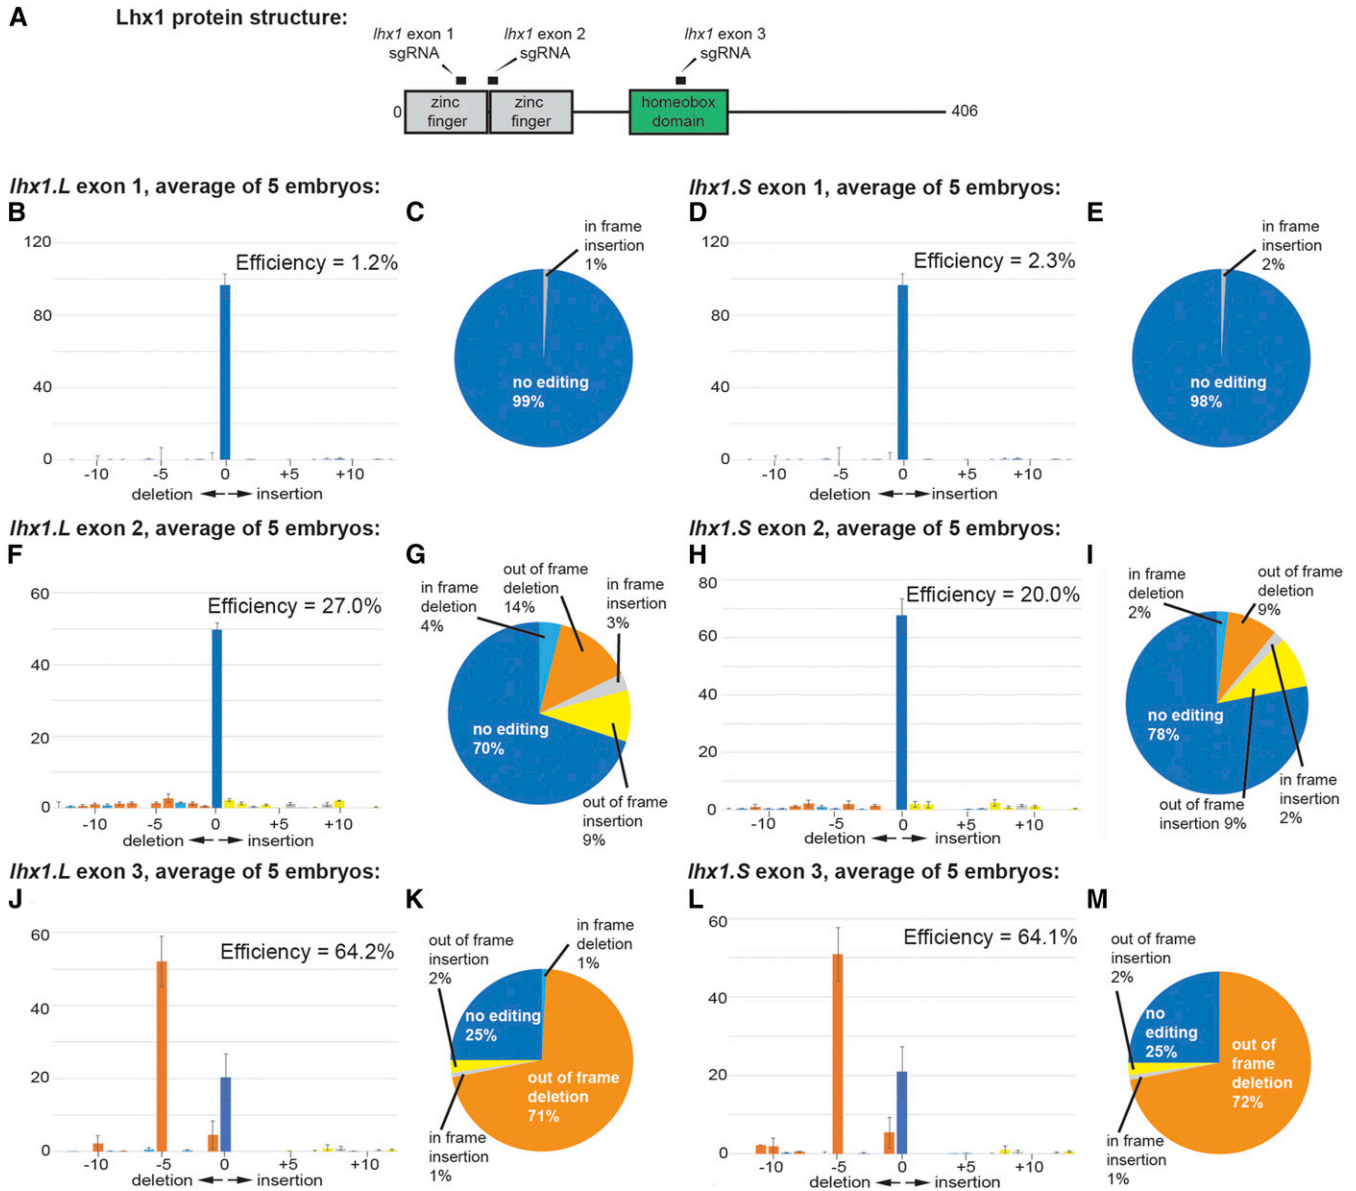 A
Lhx1 protein structure:
lhx1 exon 1
sgRNA
lhx1 exon 2
sgRNA
lhx1 exon 3
sgRNA
0
zinc
finger
zinc
finger
homeobox
domain
406
lhx1.L exon 1, average of 5 embryos:
B
120
80
40
0
Efficiency = 1.2%
-10
-5
0
+5
+10
deletion
insertion
C
in frame
insertion
1%
no editing
99%
lhx1.S exon 1, average of 5 embryos:
D
120
80
40
0
Efficiency = 2.3%
-10
-5
0
+5
+10
deletion
insertion
E
in frame
insertion
2%
no editing
98%
lhx1.L exon 2, average of 5 embryos:
F
60
40
20
0
Efficiency = 27.0%
-10
-5
0
+5
+10
deletion
insertion
G
in frame
deletion
4%
out of frame
deletion
14%
in frame
insertion
3%
no editing
70%
out of frame
insertion
9%
lhx1.S exon 2, average of 5 embryos:
H
80
60
40
20
0
Efficiency = 20.0%
-10
-5
0
+5
+10
deletion
insertion
I
in frame
deletion
2%
out of frame
deletion
9%
no editing
78%
out of frame
insertion 9%
in frame
insertion
2%
lhx1.L exon 3, average of 5 embryos:
J
60
40
20
0
Efficiency = 64.2%
-10
-5
0
+5
+10
deletion
insertion
K
out of frame
insertion
2%
in frame
deletion
1%
no editing
25%
out of frame
deletion
71%
in frame
insertion
1%
lhx1.S exon 3, average of 5 embryos:
L
60
40
20
0
Efficiency = 64.1%
-10
-5
0
+5
+10
deletion
insertion
M
out of frame
insertion
2%
no
editing
25%
out of
frame
deletion
72%
in frame
insertion
1%